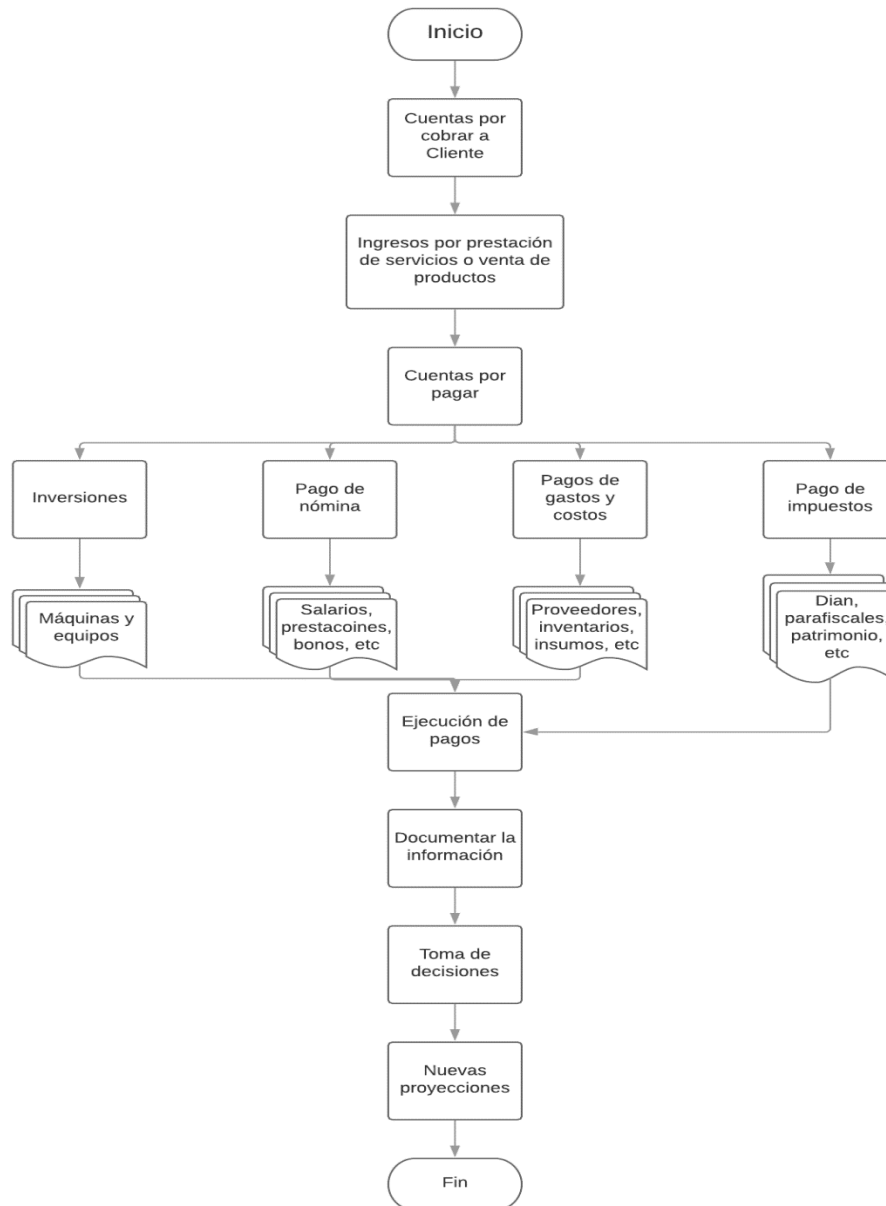 Inicio
Cuentas por
cobrar a
Cliente
Ingresos por prestación
de servicios o venta de
productos
Cuentas por
pagar
Inversiones
Pago de
nómina
Pagos de
gastos y
costos
Pago de
impuestos
Máquinas y
equipos
Salarios,
prestacoines,
bonos, etc
Proveedores,
inventarios,
insumos, etc
Dian,
parafiscales,
patrimonio,
etc
Ejecución de
pagos
Documentar la
información
Toma de
decisiones
Nuevas
proyecciones
Fin